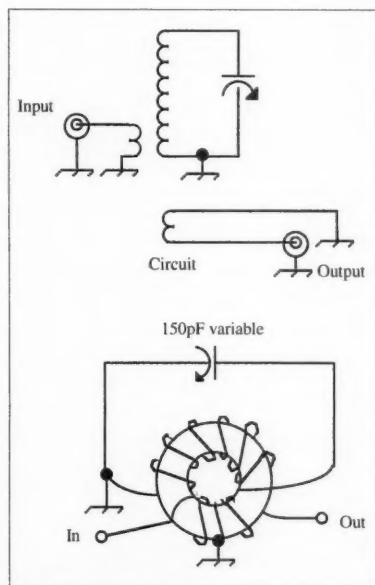 Input
Circuit
Output
150pF variable
In
Out